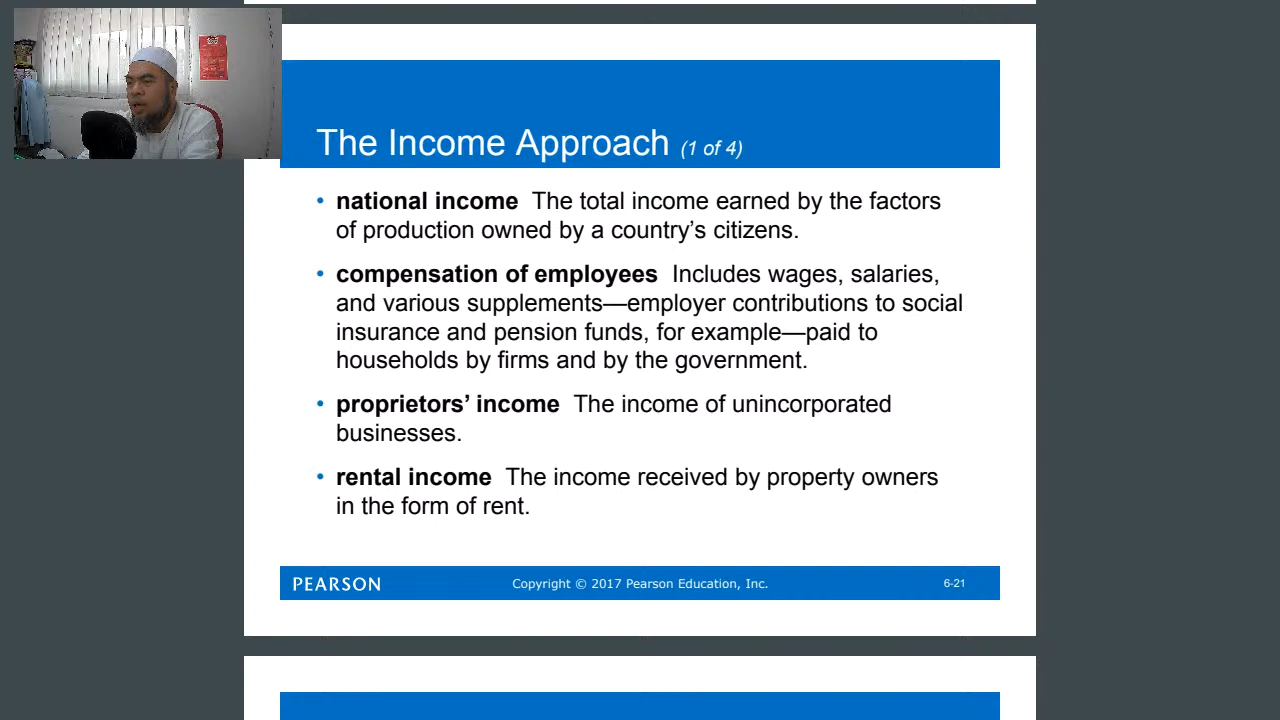 The Income Approach (1 of 4)
• national income The total income earned by the factors
of production owned by a country’s citizens.
• compensation of employees Includes wages, salaries,
and various supplements—employer contributions to social
insurance and pension funds, for example—paid to
households by firms and by the government.
• proprietors’ income The income of unincorporated
businesses.
• rental income The income received by property owners
in the form of rent.
PEARSON Copyright © 2017 Pearson Education, Inc. 6-21